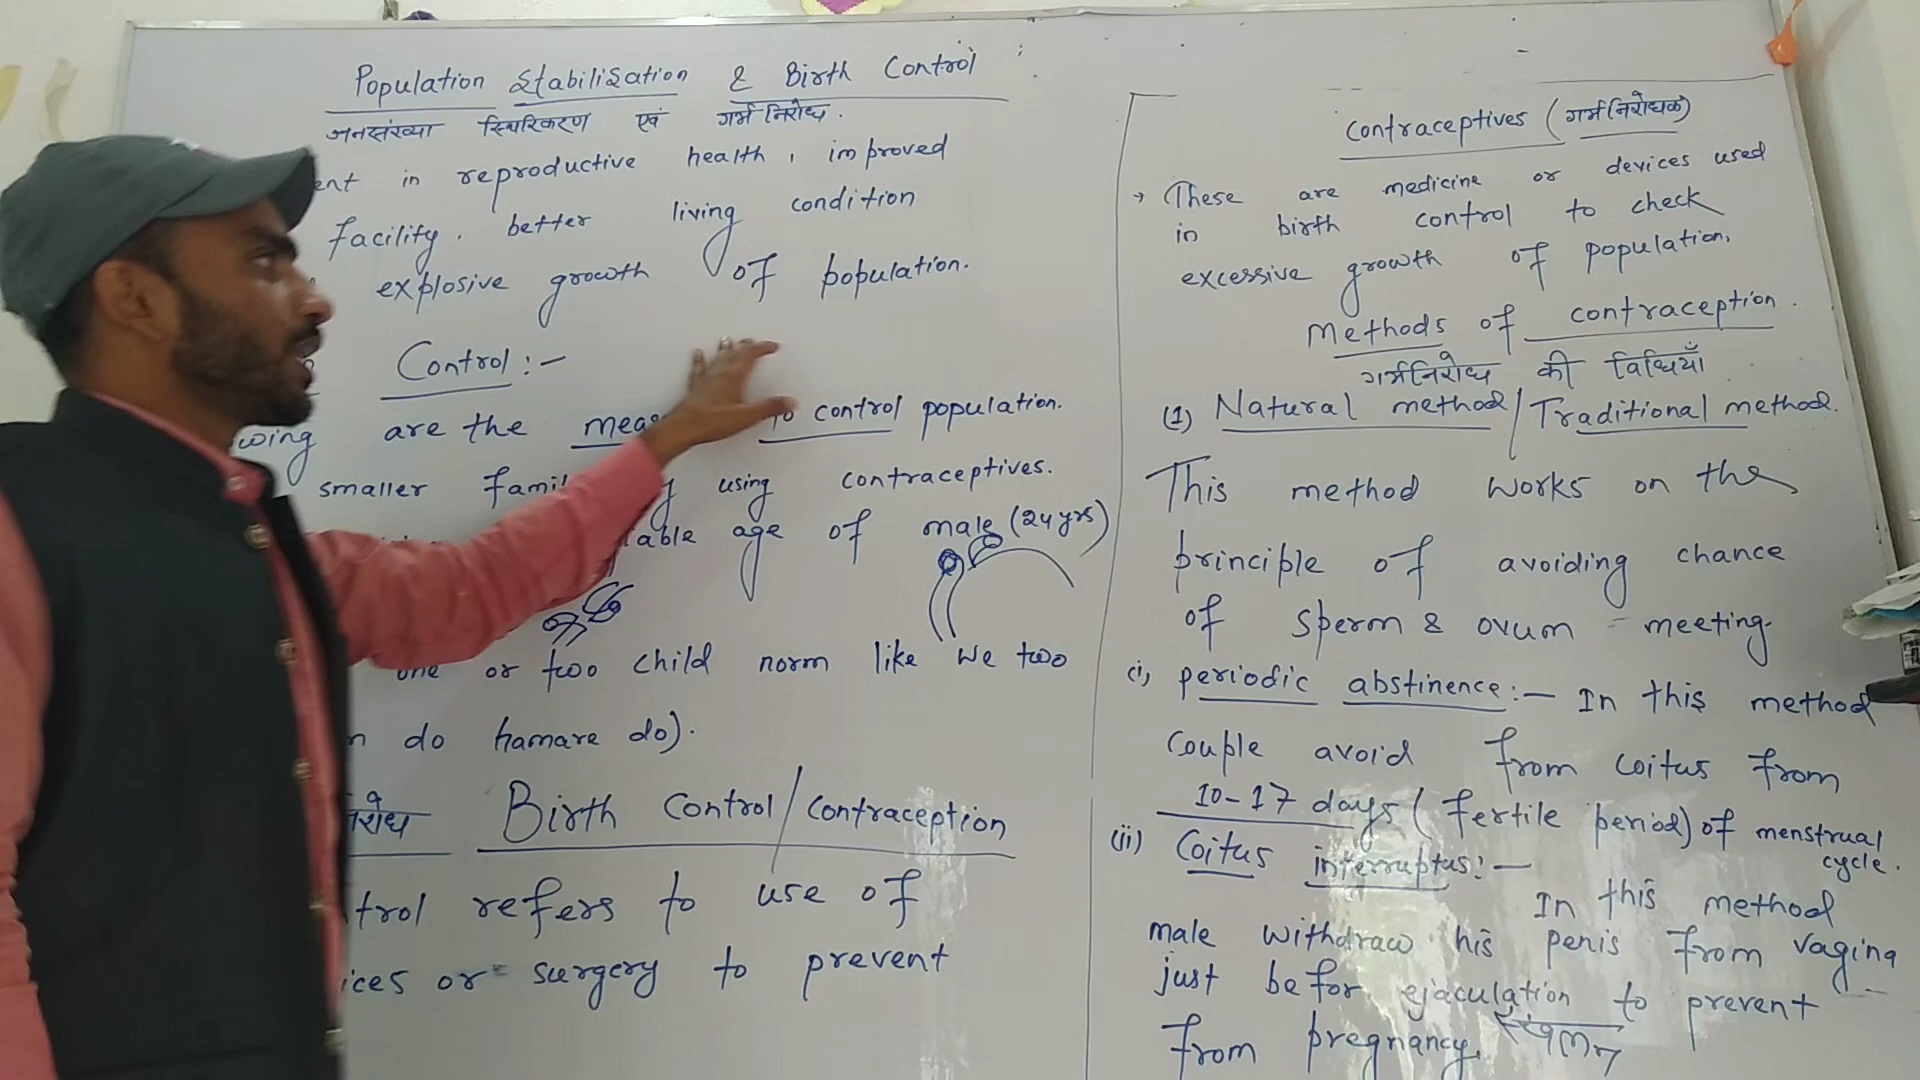 Population Stabilisation & Birth Control
जनसंख्या स्थिरिकरण एवं गर्भ निरोध.
ent in reproductive health, improved
facility. better living condition
explosive growth of population.
Control :-
wing are the meas to control population.
smaller famil using contraceptives.
iable age of male (24 yrs)
one or two child norm like we two
do hamare do).
रोध Birth Control/Contraception
trol refers to use of
ices or surgery to prevent
Contraceptives (गर्भ निरोधक)
→ These are medicine or devices used
in birth control to check
excessive growth of population.
Methods of contraception.
गर्भनिरोध की विधियाँ
(1) Natural method/Traditional method.
This method works on the
principle of avoiding chance
of sperm & ovum meeting.
(i) periodic abstinence :- In this method
couple avoid from coitus from
10-17 days (fertile period) of menstrual
cycle.
(ii) Coitus interruptus :-
In this method
male withdraw his penis from vagina
just befor ejaculation to prevent
स्खलन
from pregnancy.